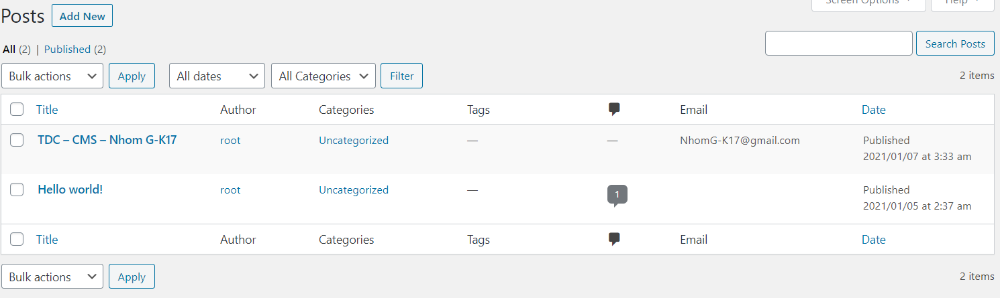 Screen Options Help
Posts Add New
All (2) | Published (2)
Search Posts
Bulk actions Apply All dates All Categories Filter 2 items
Title Author Categories Tags Email Date
TDC – CMS – Nhom G-K17 root Uncategorized — — NhomG-K17@gmail.com Published
2021/01/07 at 3:33 am
Hello world! root Uncategorized — 1 Published
2021/01/05 at 2:37 am
Title Author Categories Tags Email Date
Bulk actions Apply 2 items